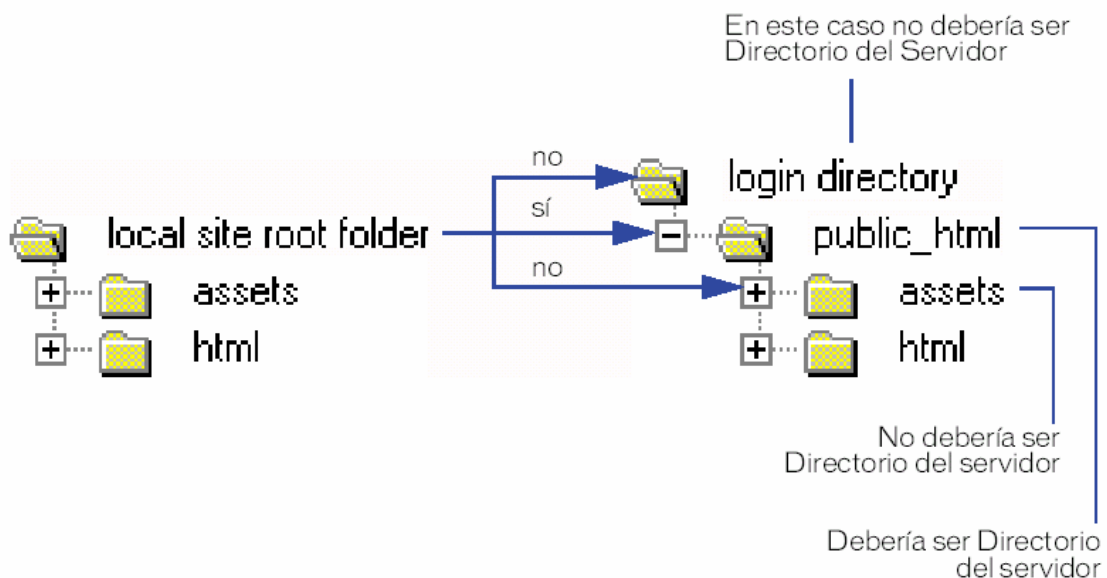 En este caso no debería ser
Directorio del Servidor
no
login directory
sí
local site root folder
public_html
no
assets
assets
html
html
No debería ser
Directorio del servidor
Debería ser Directorio
del servidor